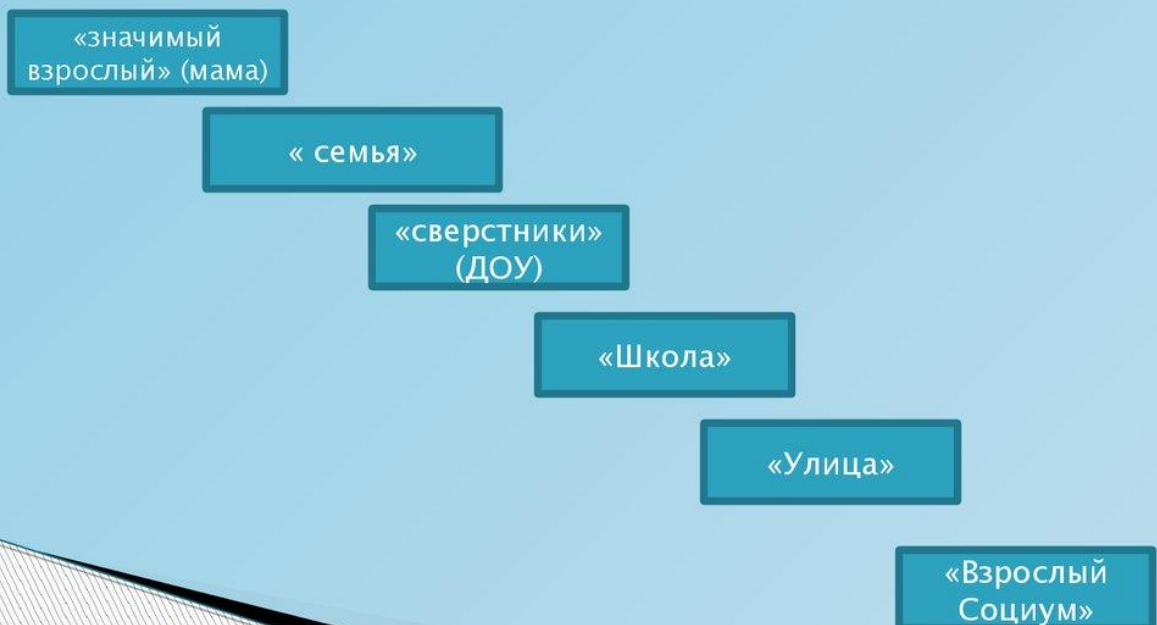 «значимый
взрослый» (мама)
« семья»
«сверстники»
(ДОУ)
«Школа»
«Улица»
«Взрослый
Социум»